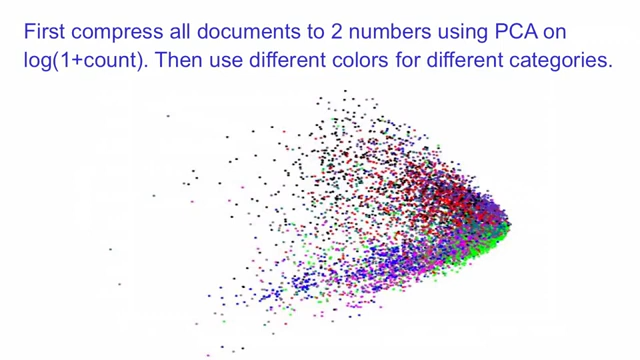 First compress all documents to 2 numbers using PCA on
log(1+count). Then use different colors for different categories.